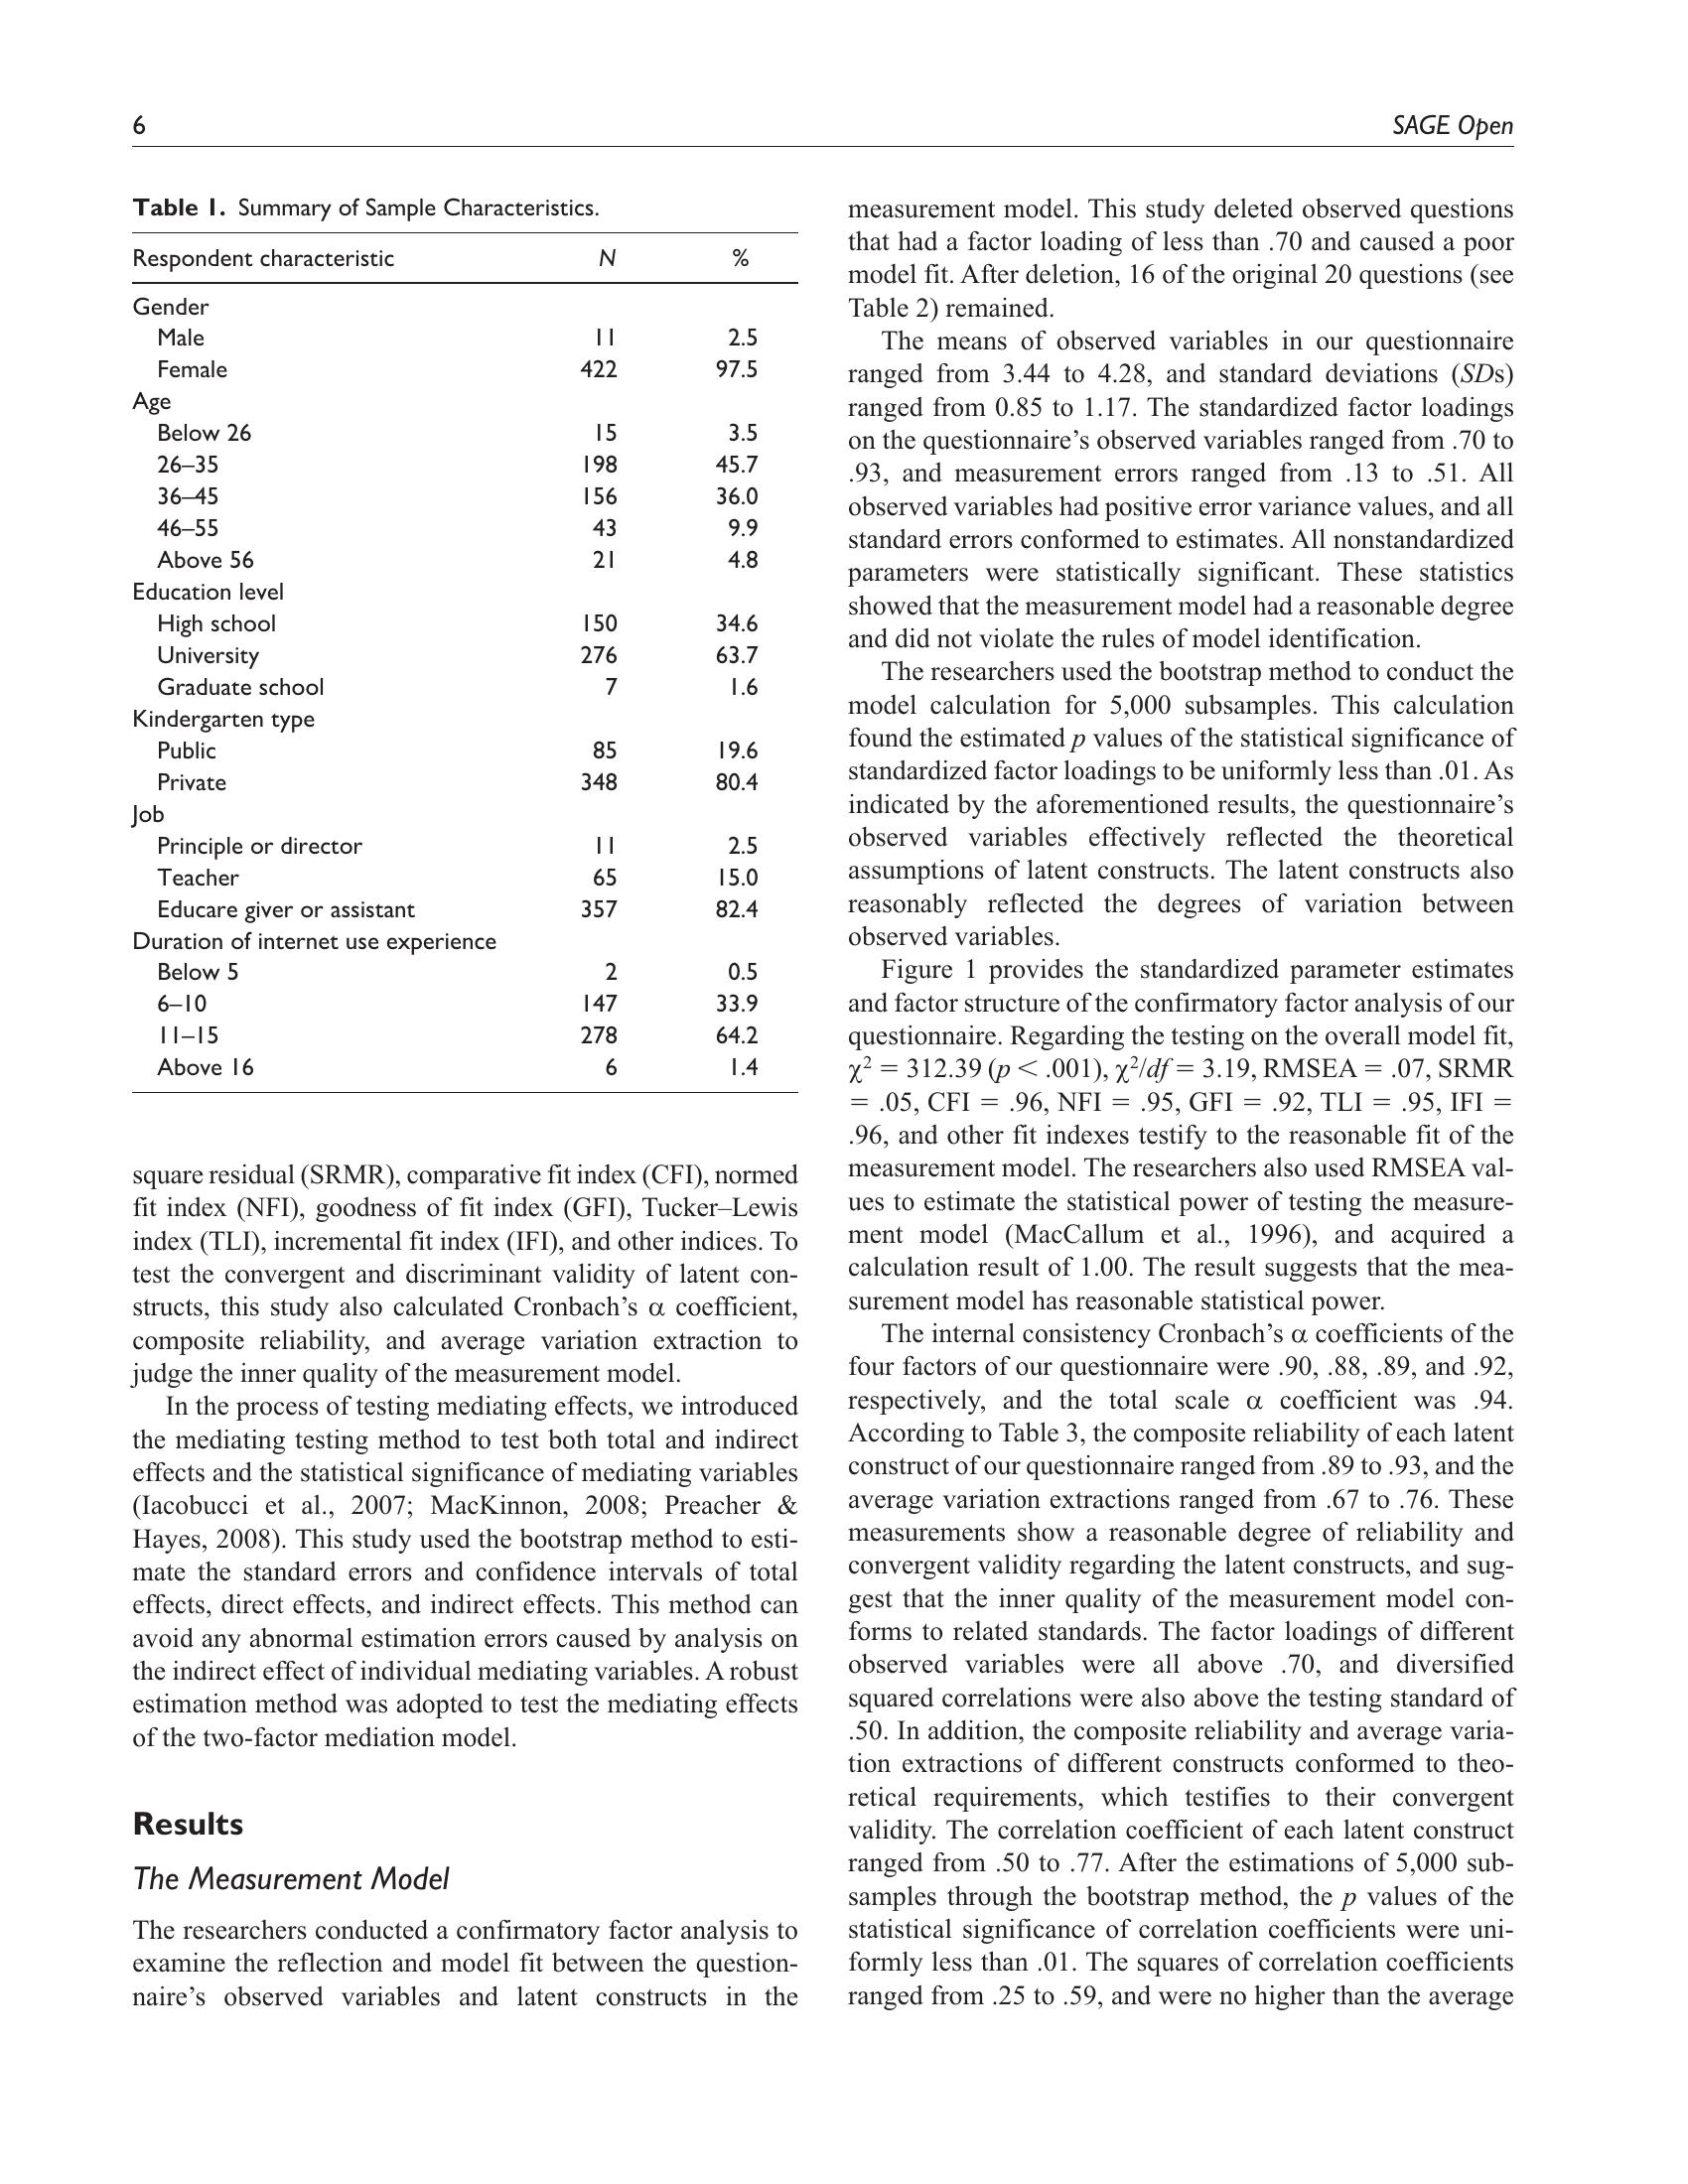 6
SAGE Open
Table 1. Summary of Sample Characteristics.
Respondent characteristic N %
Gender
Male 11 2.5
Female 422 97.5
Age
Below 26 15 3.5
26–35 198 45.7
36–45 156 36.0
46–55 43 9.9
Above 56 21 4.8
Education level
High school 150 34.6
University 276 63.7
Graduate school 7 1.6
Kindergarten type
Public 85 19.6
Private 348 80.4
Job
Principle or director 11 2.5
Teacher 65 15.0
Educare giver or assistant 357 82.4
Duration of internet use experience
Below 5 2 0.5
6–10 147 33.9
11–15 278 64.2
Above 16 6 1.4
square residual (SRMR), comparative fit index (CFI), normed
fit index (NFI), goodness of fit index (GFI), Tucker–Lewis
index (TLI), incremental fit index (IFI), and other indices. To
test the convergent and discriminant validity of latent con-
structs, this study also calculated Cronbach's α coefficient,
composite reliability, and average variation extraction to
judge the inner quality of the measurement model.
In the process of testing mediating effects, we introduced
the mediating testing method to test both total and indirect
effects and the statistical significance of mediating variables
(Iacobucci et al., 2007; MacKinnon, 2008; Preacher &
Hayes, 2008). This study used the bootstrap method to esti-
mate the standard errors and confidence intervals of total
effects, direct effects, and indirect effects. This method can
avoid any abnormal estimation errors caused by analysis on
the indirect effect of individual mediating variables. A robust
estimation method was adopted to test the mediating effects
of the two-factor mediation model.
Results
The Measurement Model
The researchers conducted a confirmatory factor analysis to
examine the reflection and model fit between the question-
naire's observed variables and latent constructs in the
measurement model. This study deleted observed questions
that had a factor loading of less than .70 and caused a poor
model fit. After deletion, 16 of the original 20 questions (see
Table 2) remained.
The means of observed variables in our questionnaire
ranged from 3.44 to 4.28, and standard deviations (SDs)
ranged from 0.85 to 1.17. The standardized factor loadings
on the questionnaire's observed variables ranged from .70 to
.93, and measurement errors ranged from .13 to .51. All
observed variables had positive error variance values, and all
standard errors conformed to estimates. All nonstandardized
parameters were statistically significant. These statistics
showed that the measurement model had a reasonable degree
and did not violate the rules of model identification.
The researchers used the bootstrap method to conduct the
model calculation for 5,000 subsamples. This calculation
found the estimated p values of the statistical significance of
standardized factor loadings to be uniformly less than .01. As
indicated by the aforementioned results, the questionnaire's
observed variables effectively reflected the theoretical
assumptions of latent constructs. The latent constructs also
reasonably reflected the degrees of variation between
observed variables.
Figure 1 provides the standardized parameter estimates
and factor structure of the confirmatory factor analysis of our
questionnaire. Regarding the testing on the overall model fit,
χ² = 312.39 (p < .001), χ²/df = 3.19, RMSEA = .07, SRMR
= .05, CFI = .96, NFI = .95, GFI = .92, TLI = .95, IFI =
.96, and other fit indexes testify to the reasonable fit of the
measurement model. The researchers also used RMSEA val-
ues to estimate the statistical power of testing the measure-
ment model (MacCallum et al., 1996), and acquired a
calculation result of 1.00. The result suggests that the mea-
surement model has reasonable statistical power.
The internal consistency Cronbach's α coefficients of the
four factors of our questionnaire were .90, .88, .89, and .92,
respectively, and the total scale α coefficient was .94.
According to Table 3, the composite reliability of each latent
construct of our questionnaire ranged from .89 to .93, and the
average variation extractions ranged from .67 to .76. These
measurements show a reasonable degree of reliability and
convergent validity regarding the latent constructs, and sug-
gest that the inner quality of the measurement model con-
forms to related standards. The factor loadings of different
observed variables were all above .70, and diversified
squared correlations were also above the testing standard of
.50. In addition, the composite reliability and average varia-
tion extractions of different constructs conformed to theo-
retical requirements, which testifies to their convergent
validity. The correlation coefficient of each latent construct
ranged from .50 to .77. After the estimations of 5,000 sub-
samples through the bootstrap method, the p values of the
statistical significance of correlation coefficients were uni-
formly less than .01. The squares of correlation coefficients
ranged from .25 to .59, and were no higher than the average